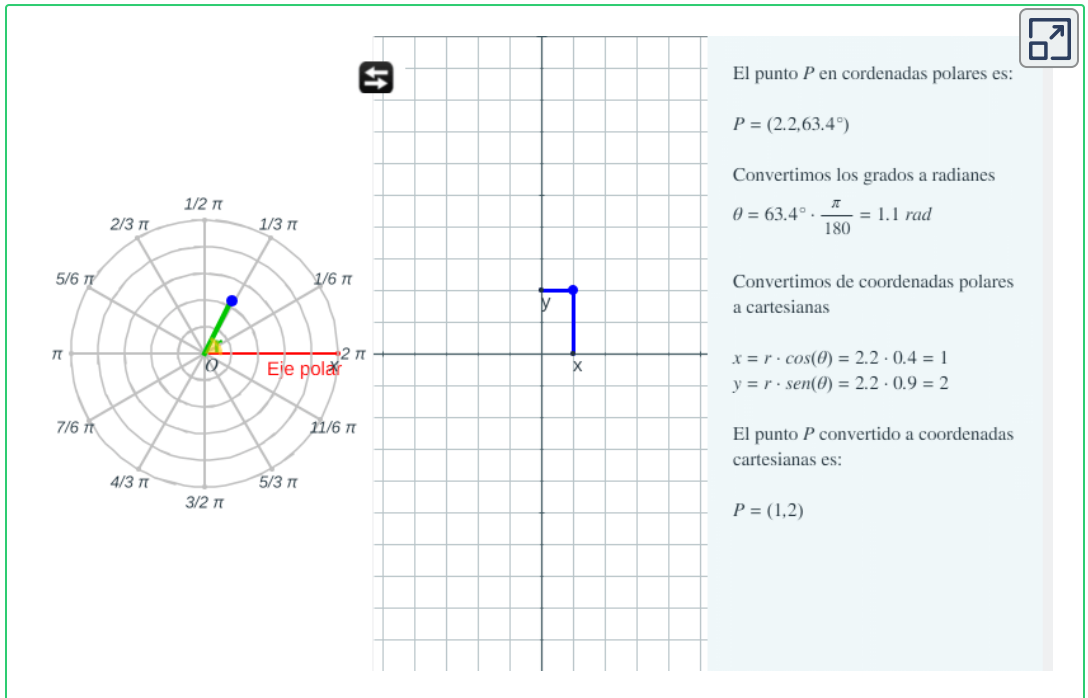 1/2 π
2/3 π
1/3 π
5/6 π
1/6 π
π
2 π
x
O
Eje polar
7/6 π
11/6 π
4/3 π
5/3 π
3/2 π
y
x
El punto P en cordenadas polares es:
P = (2.2,63.4°)
Convertimos los grados a radianes
θ = 63.4° · π/180 = 1.1 rad
Convertimos de coordenadas polares
a cartesianas
x = r · cos(θ) = 2.2 · 0.4 = 1
y = r · sen(θ) = 2.2 · 0.9 = 2
El punto P convertido a coordenadas
cartesianas es:
P = (1,2)